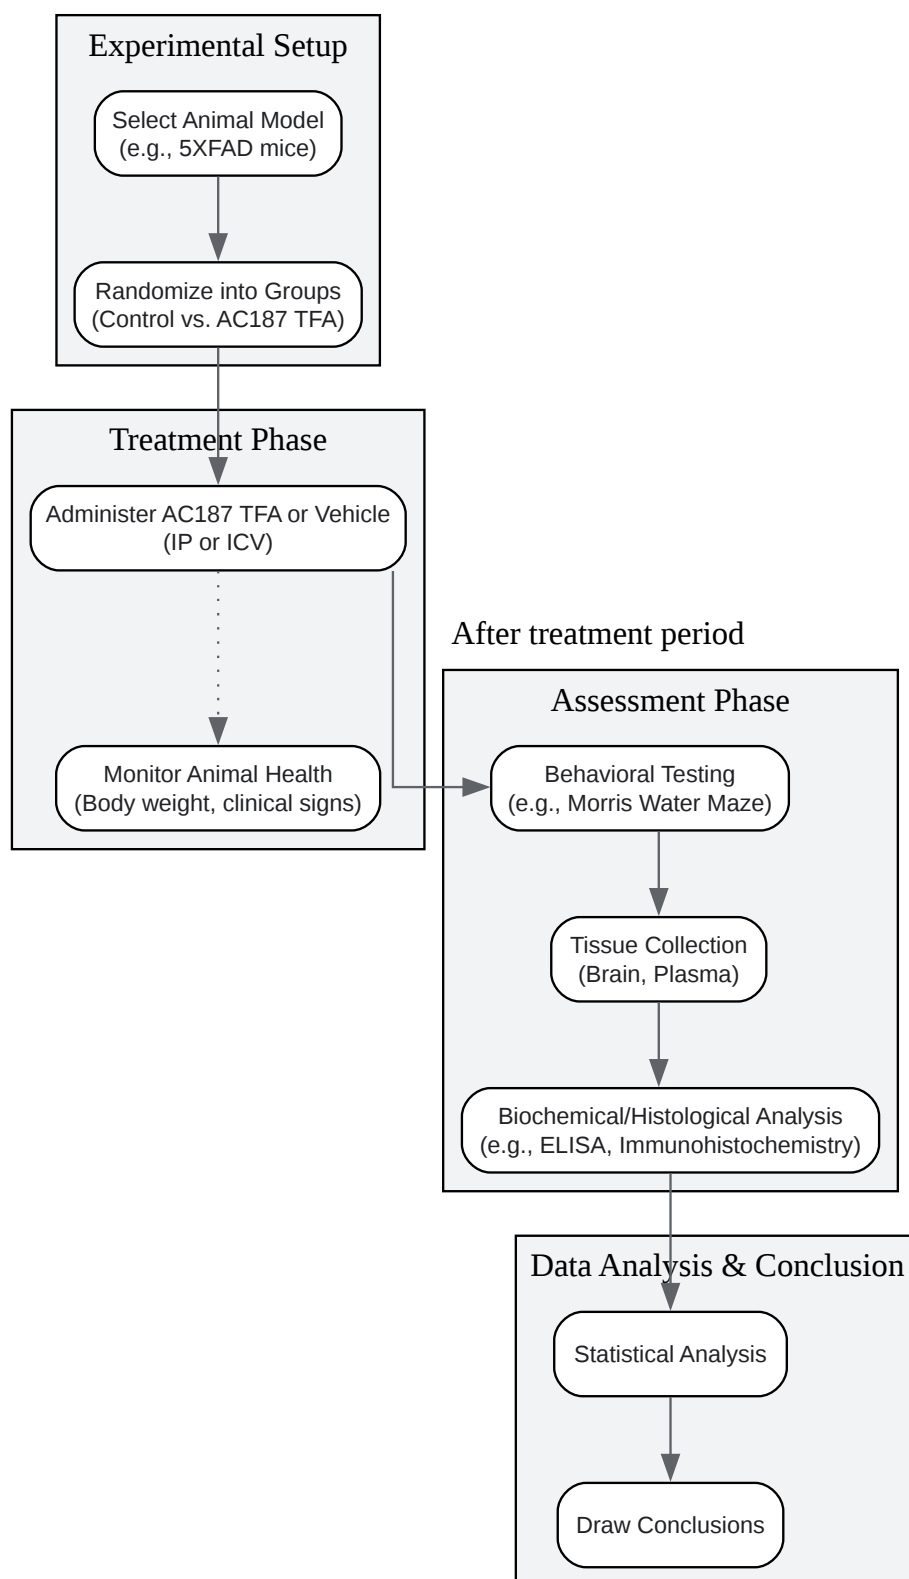 Experimental Setup
Select Animal Model
(e.g., 5XFAD mice)
Randomize into Groups
(Control vs. AC187 TFA)
Treatment Phase
Administer AC187 TFA or Vehicle
(IP or ICV)
Monitor Animal Health
(Body weight, clinical signs)
After treatment period
Assessment Phase
Behavioral Testing
(e.g., Morris Water Maze)
Tissue Collection
(Brain, Plasma)
Biochemical/Histological Analysis
(e.g., ELISA, Immunohistochemistry)
Data Analysis & Conclusion
Statistical Analysis
Draw Conclusions